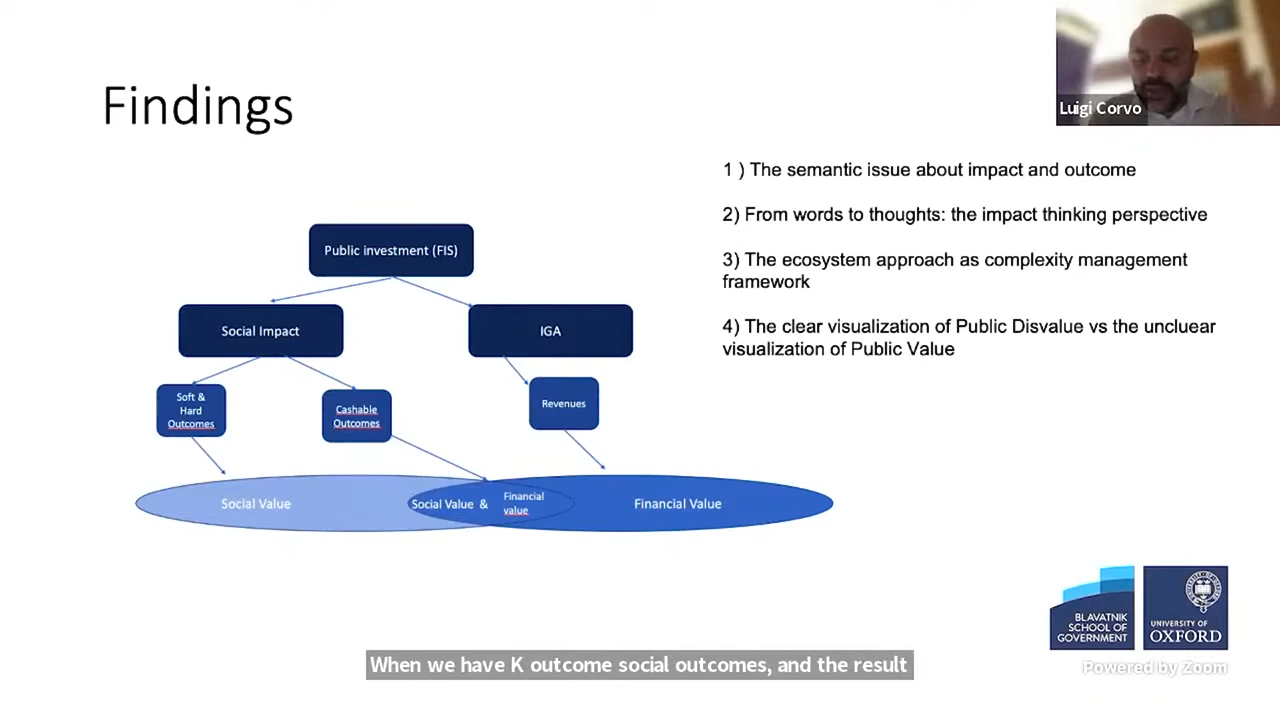 Findings
Luigi Corvo
1 ) The semantic issue about impact and outcome
2) From words to thoughts: the impact thinking perspective
3) The ecosystem approach as complexity management
framework
4) The clear visualization of Public Disvalue vs the uncluear
visualization of Public Value
Public investment (FIS)
Social Impact
IGA
Soft &
Hard
Outcomes
Cashable
Outcomes
Revenues
Social Value
Social Value &
Financial
value
Financial Value
BLAVATNIK
SCHOOL OF
GOVERNMENT
UNIVERSITY OF
OXFORD
Powered by Zoom
When we have K outcome social outcomes, and the result